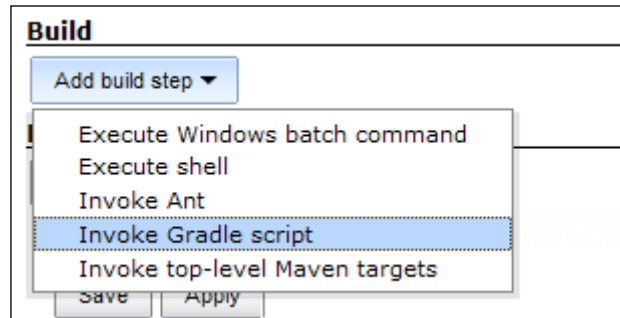 Build
Add build step
Execute Windows batch command
Execute shell
Invoke Ant
Invoke Gradle script
Invoke top-level Maven targets
Save Apply